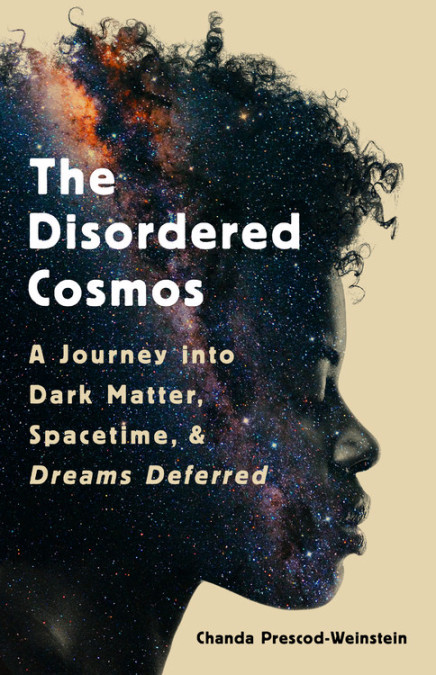 The
Disordered
Cosmos
A Journey into
Dark Matter,
Spacetime, &
Dreams Deferred
Chanda Prescod-Weinstein